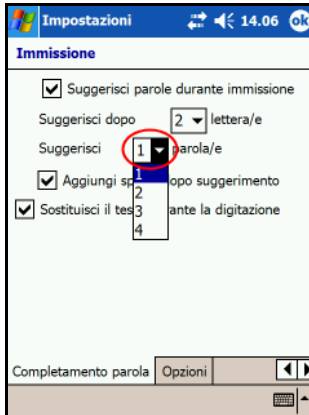 Impostazioni 14.06 ok
Immissione
Suggerisci parole durante immissione
Suggerisci dopo 2 lettera/e
Suggerisci 1 parola/e
1
Aggiungi sp opo suggerimento
2
Sostituisci il tes 3 ante la digitazione
4
Completamento parola Opzioni